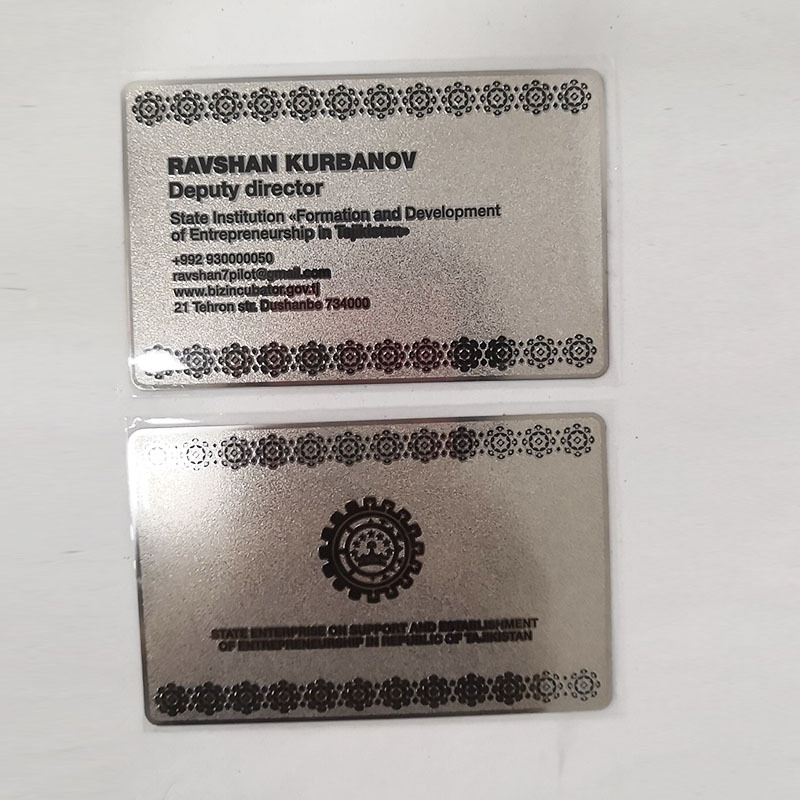 RAVSHAN KURBANOV
Deputy director
State Institution «Formation and Development
of Entrepreneurship in Tajikistan»
+992 930000050
ravshan7pilot@gmail.com
www.bizincubator.gov.tj
21 Tehron str. Dushanbe 734000
STATE ENTERPRISE ON SUPPORT AND ESTABLISHMENT
OF ENTREPRENEURSHIP IN REPUBLIC OF TAJIKISTAN